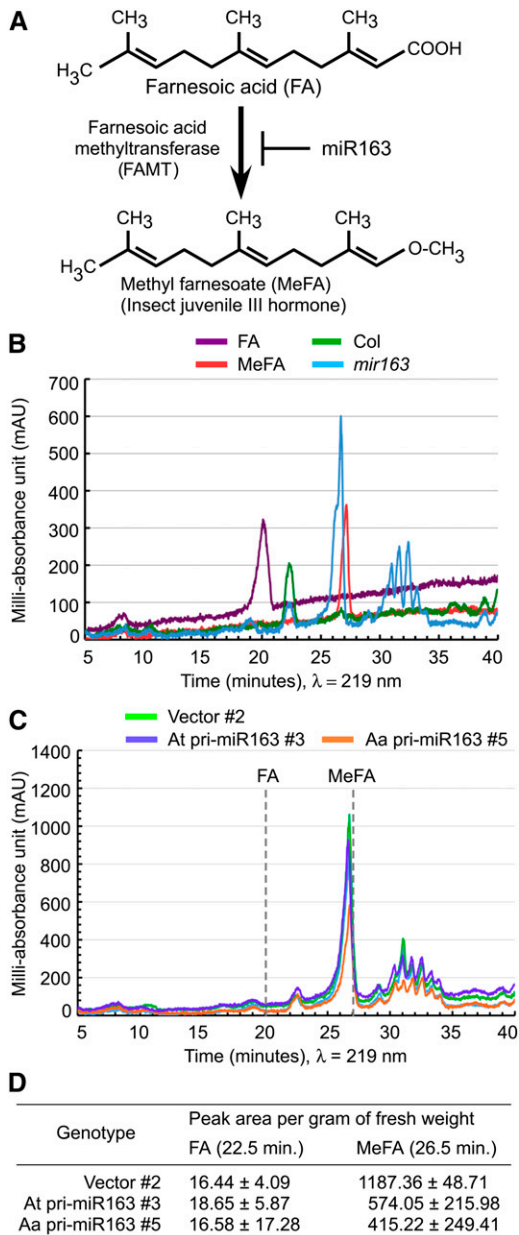 A
CH3 CH3 CH3
COOH
H3C
Farnesoic acid (FA)
Farnesoic acid
methyltransferase
(FAMT)
miR163
CH3 CH3 CH3
O-CH3
H3C
Methyl farnesoate (MeFA)
(Insect juvenile III hormone)
B
FA Col
MeFA mir163
Milli-absorbance unit (mAU)
700
600
500
400
300
200
100
0
5 10 15 20 25 30 35 40
Time (minutes), λ = 219 nm
C
Vector #2
At pri-miR163 #3 Aa pri-miR163 #5
Milli-absorbance unit (mAU)
1400
1200
1000
800
600
400
200
0
FA MeFA
5 10 15 20 25 30 35 40
Time (minutes), λ = 219 nm
D
Genotype Peak area per gram of fresh weight
FA (22.5 min.) MeFA (26.5 min.)
Vector #2 16.44 ± 4.09 1187.36 ± 48.71
At pri-miR163 #3 18.65 ± 5.87 574.05 ± 215.98
Aa pri-miR163 #5 16.58 ± 17.28 415.22 ± 249.41